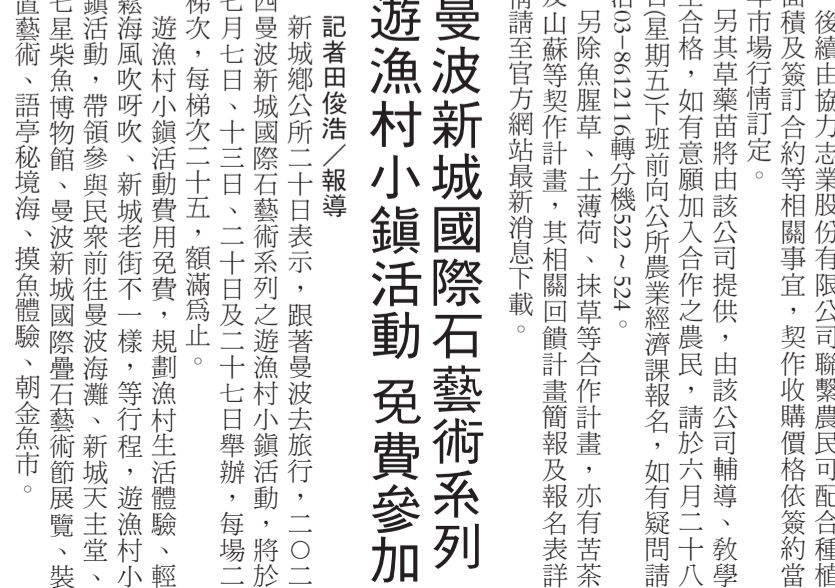 後續由協力志業股份有限公司聯繫農民可配合種植
面積及簽訂合約等相關事宜，契作收購價格依簽約當
年市場行情訂定。
另其草藥苗將由該公司提供，由該公司輔導、教學
至合格，如有意願加入合作之農民，請於六月二十八
日(星期五)下班前向公所農業經濟課報名，如有疑問請
洽03-8612116轉分機522～524。
另除魚腥草、土薄荷、抹草等合作計畫，亦有苦茶
及山蘇等契作計畫，其相關回饋計畫簡報及報名表詳
情請至官方網站最新消息下載。
曼波新城國際石藝術系列
遊漁村小鎮活動 免費參加
記者田俊浩／報導
新城鄉公所二十日表示，跟著曼波去旅行，二〇二
四曼波新城國際石藝術系列之遊漁村小鎮活動，將於
七月七日、十三日、二十日及二十七日舉辦，每場二
梯次，每梯次二十五，額滿爲止。
遊漁村小鎮活動費用免費，規劃漁村生活體驗、輕
鬆海風吹呀吹、新城老街不一樣，等行程，遊漁村小
鎮活動，帶領參與民衆前往曼波海灘、新城天主堂、
七星柴魚博物館、曼波新城國際疊石藝術節展覽、裝
置藝術、語亭秘境海、摸魚體驗、朝金魚市。